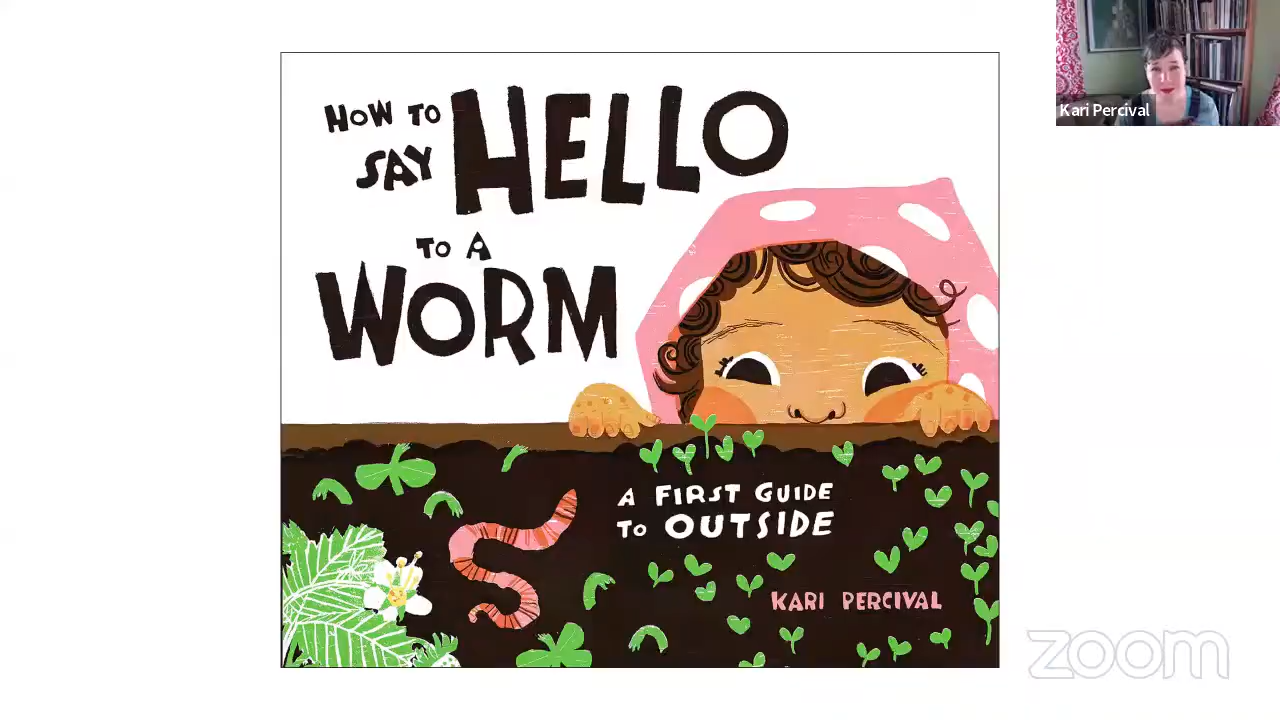 HOW TO
SAY HELLO
TO A
WORM
A FIRST GUIDE
TO OUTSIDE
KARI PERCIVAL
Kari Percival
zoom